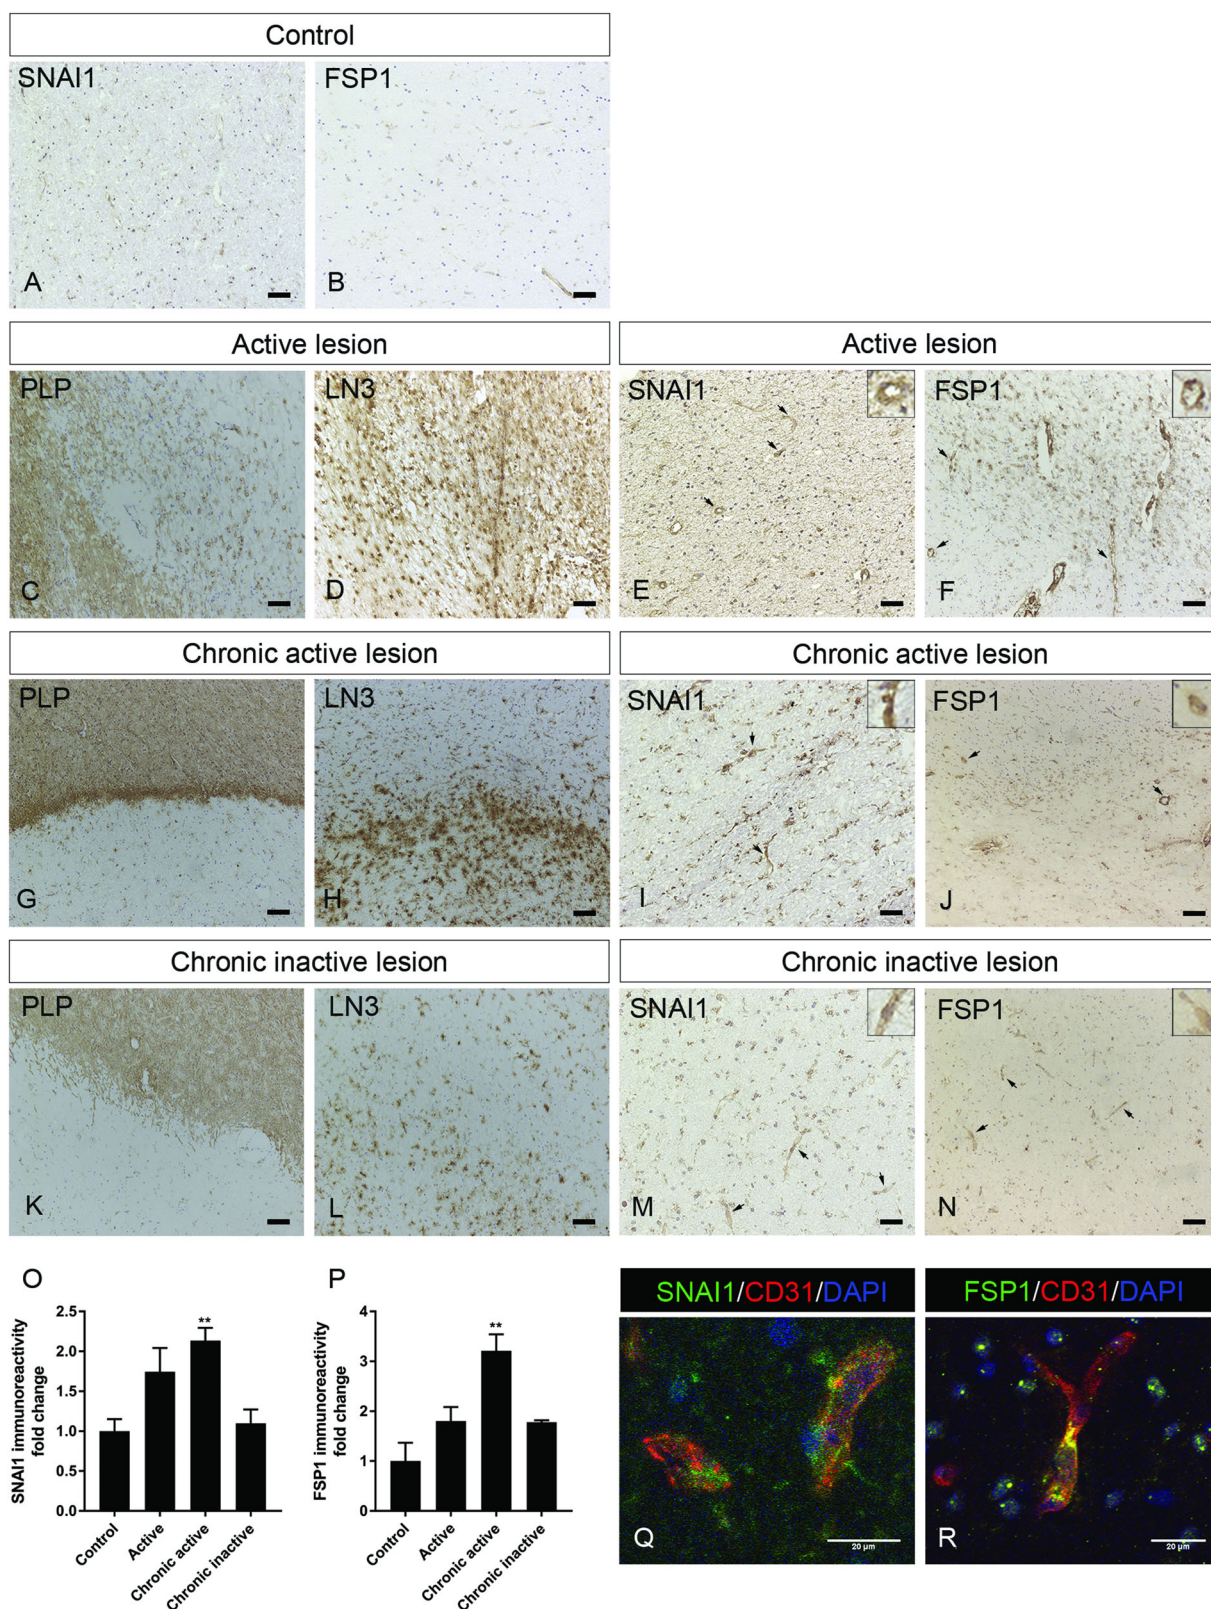 Control
SNAI1
FSP1
A
B
Active lesion
PLP
LN3
C
D
Active lesion
SNAI1
FSP1
E
F
Chronic active lesion
PLP
LN3
G
H
Chronic active lesion
SNAI1
FSP1
I
J
Chronic inactive lesion
PLP
LN3
K
L
Chronic inactive lesion
SNAI1
FSP1
M
N
O
SNAI1 immunoreactivity
fold change
2.5
2.0
1.5
1.0
0.5
0.0
**
Control
Active
Chronic active
Chronic inactive
P
FSP1 immunoreactivity
fold change
4
3
2
1
0
**
Control
Active
Chronic active
Chronic inactive
SNAI1/CD31/DAPI
Q
20 µm
FSP1/CD31/DAPI
R
20 µm